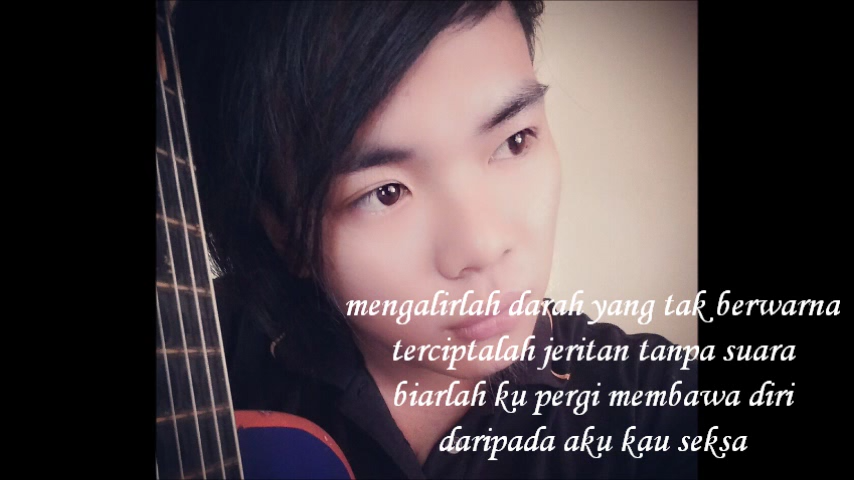 mengalirlah darah yang tak berwarna
terciptalah jeritan tanpa suara
biarlah ku pergi membawa diri
daripada aku kau seksa